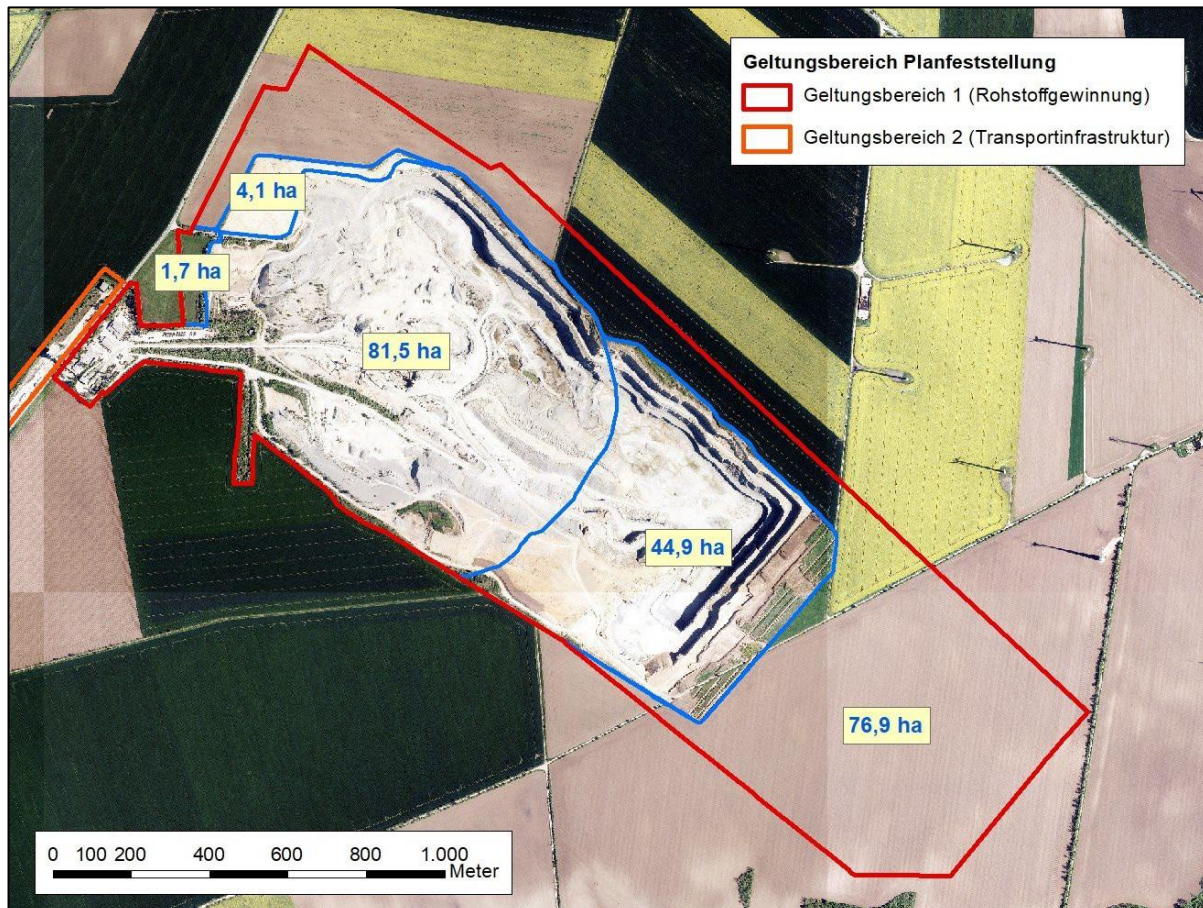 Geltungsbereich Planfeststellung
Geltungsbereich 1 (Rohstoffgewinnung)
Geltungsbereich 2 (Transportinfrastruktur)
4,1 ha
1,7 ha
81,5 ha
44,9 ha
76,9 ha
0 100 200 400 600 800 1.000
Meter